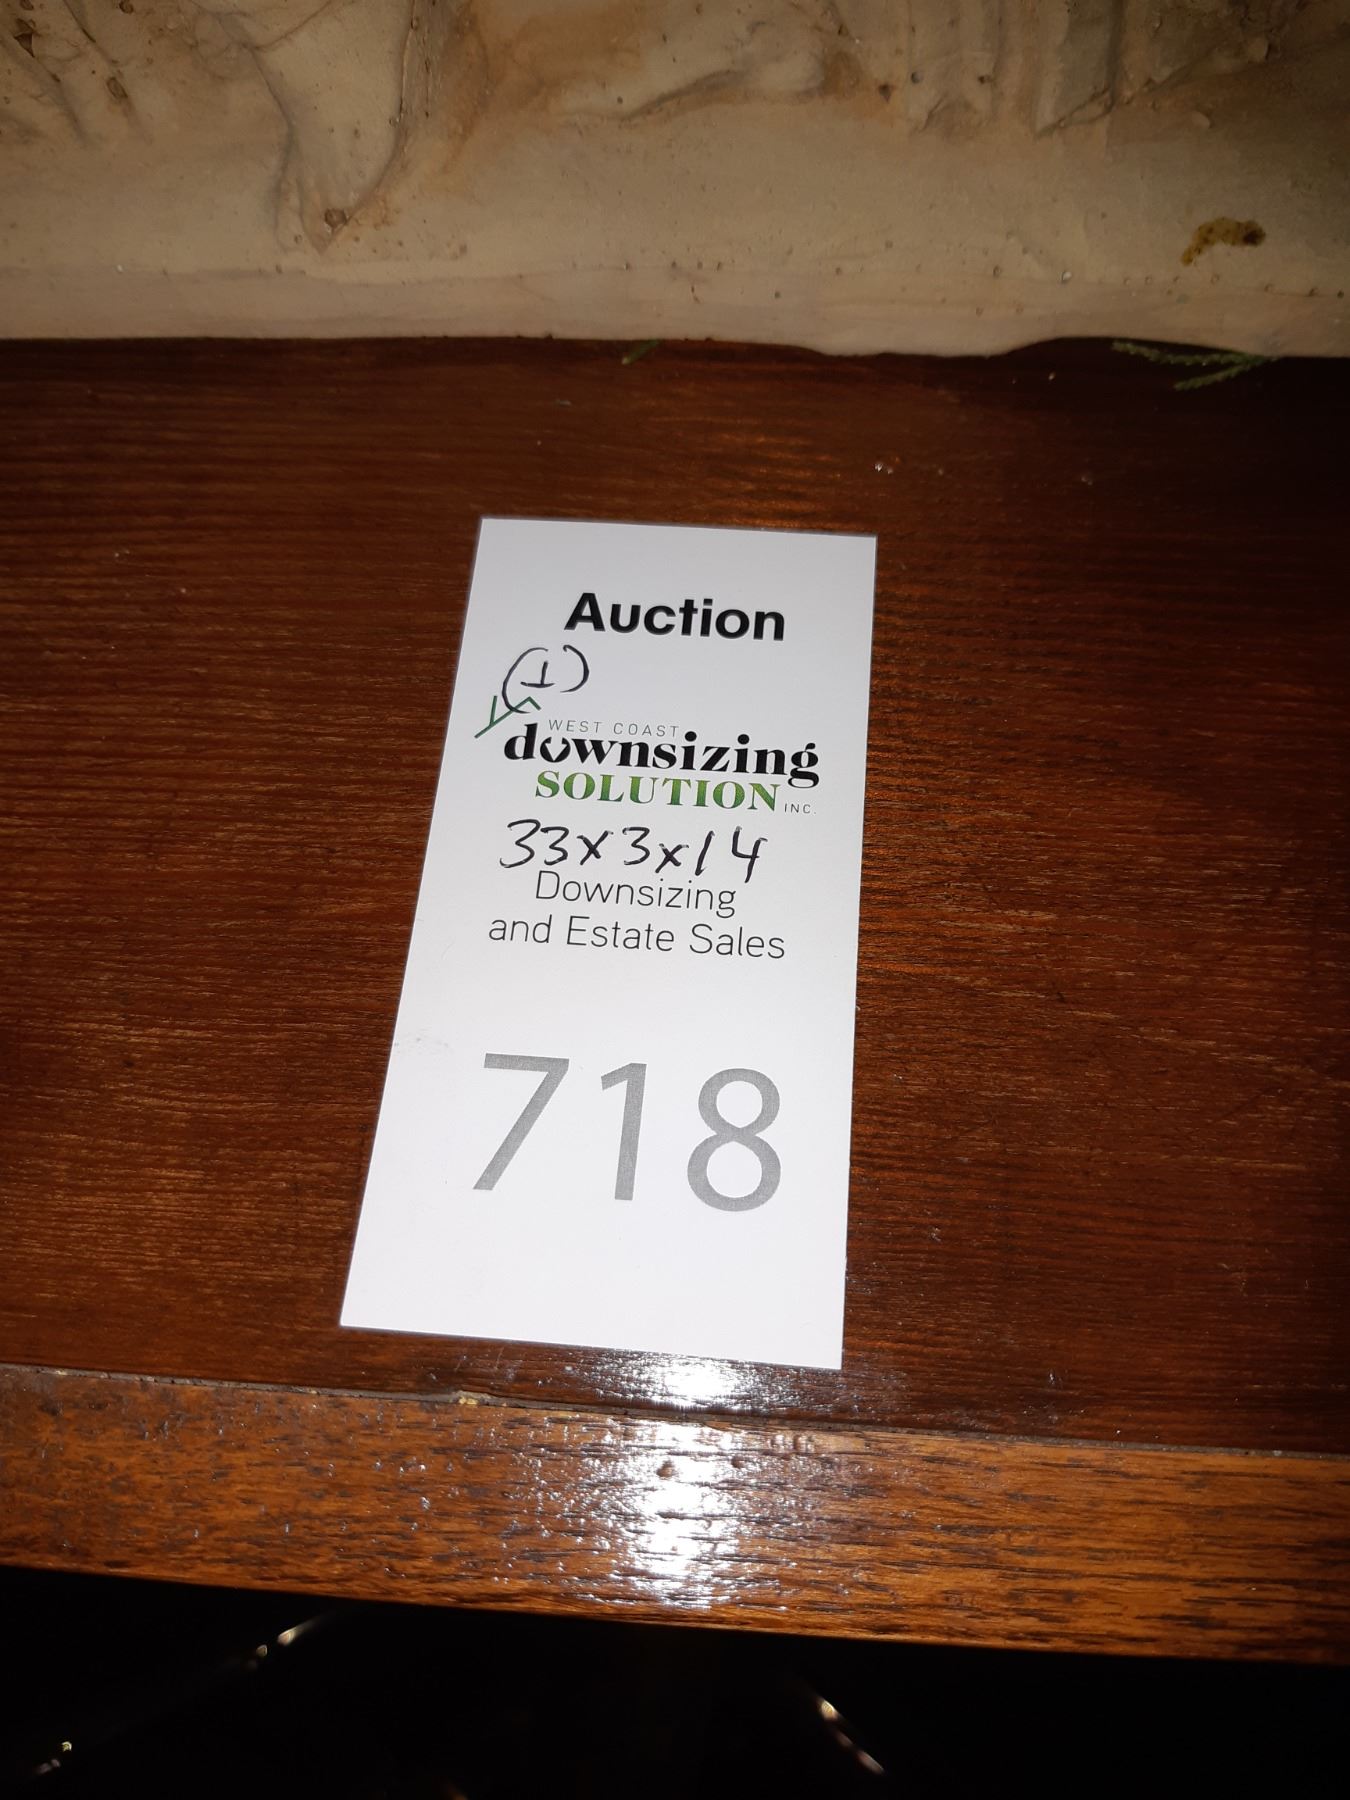 Auction
(1)
WEST COAST
downsizing
SOLUTION INC.
33x3x14
Downsizing
and Estate Sales
718